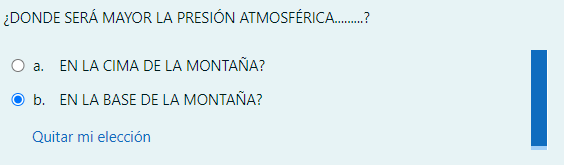 ¿DONDE SERÁ MAYOR LA PRESIÓN ATMOSFÉRICA.........?
a. EN LA CIMA DE LA MONTAÑA?
b. EN LA BASE DE LA MONTAÑA?
Quitar mi elección